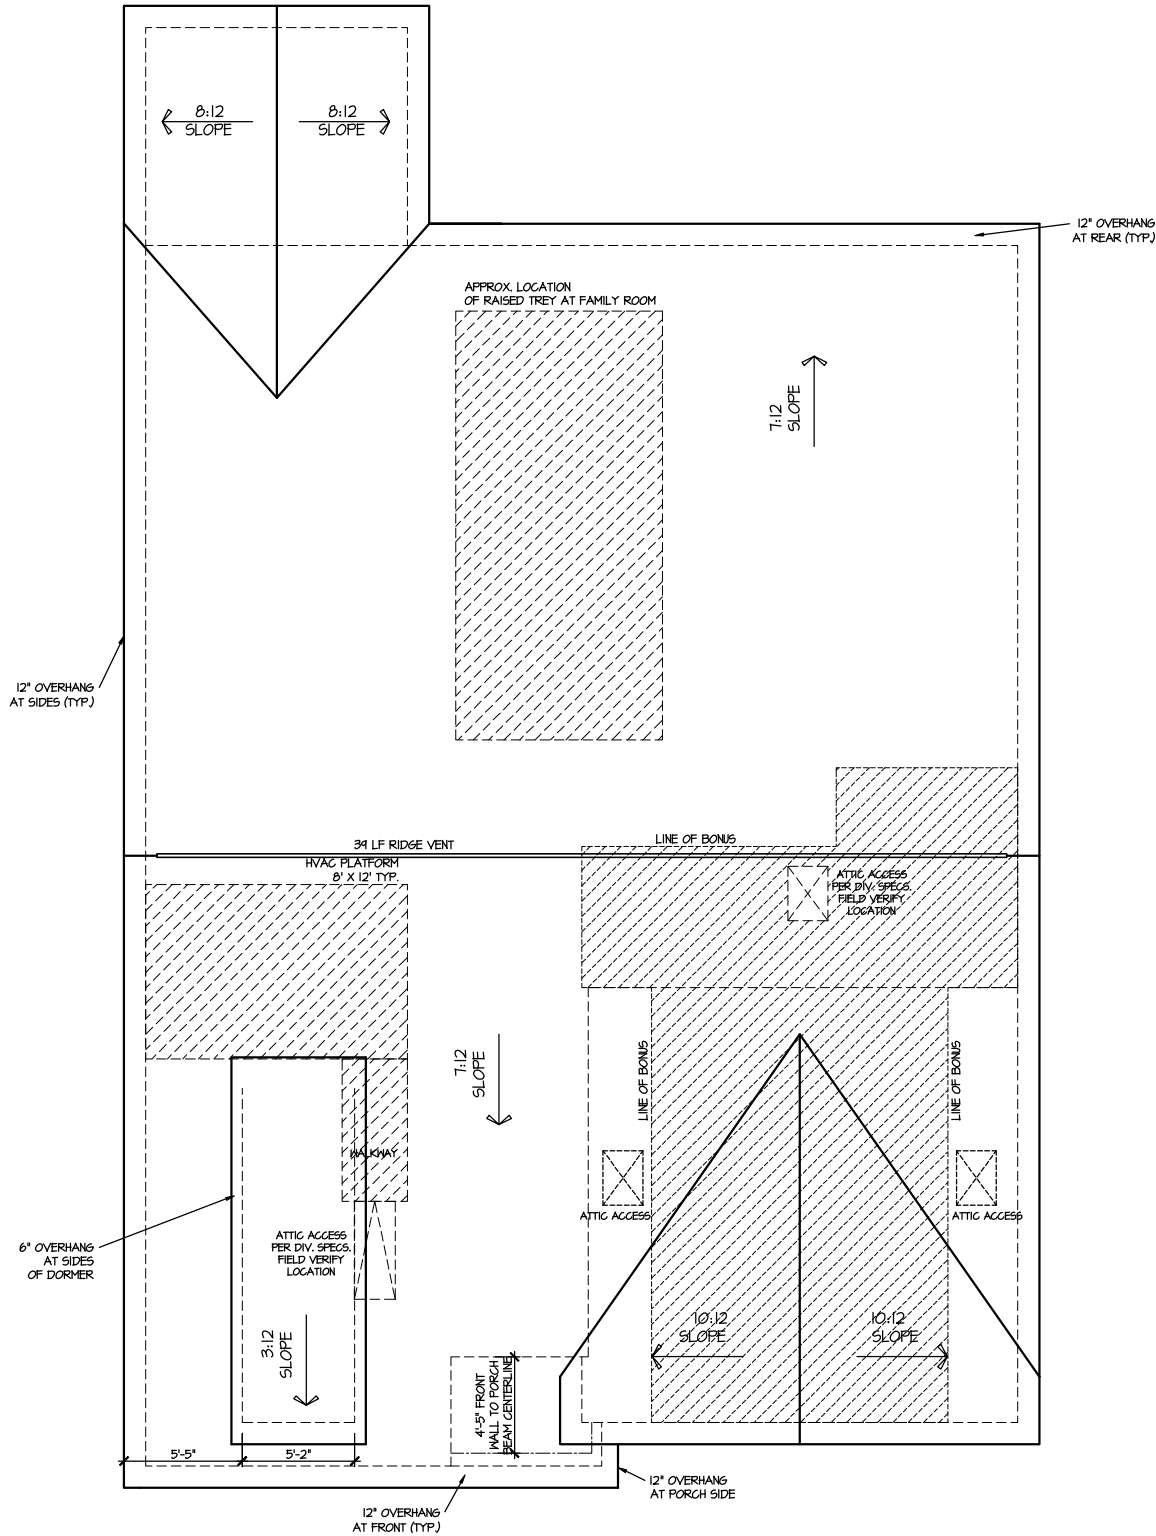 8:12
SLOPE
8:12
SLOPE
12" OVERHANG
AT REAR (TYP.)
APPROX. LOCATION
OF RAISED TREY AT FAMILY ROOM
7:12
SLOPE
12" OVERHANG
AT SIDES (TYP.)
39 LF RIDGE VENT
LINE OF BONUS
HVAC PLATFORM
8' X 12' TYP.
ATTIC ACCESS
PER DIV. SPECS.
FIELD VERIFY
LOCATION
7:12
SLOPE
LINE OF BONUS
LINE OF BONUS
WALKWAY
ATTIC ACCESS
ATTIC ACCESS
6" OVERHANG
AT SIDES
OF DORMER
ATTIC ACCESS
PER DIV. SPECS.
FIELD VERIFY
LOCATION
3:12
SLOPE
10:12
SLOPE
10:12
SLOPE
4'-5" FRONT
WALL TO PORCH
BEAM CENTERLINE
5'-5"
5'-2"
12" OVERHANG
AT PORCH SIDE
12" OVERHANG
AT FRONT (TYP.)